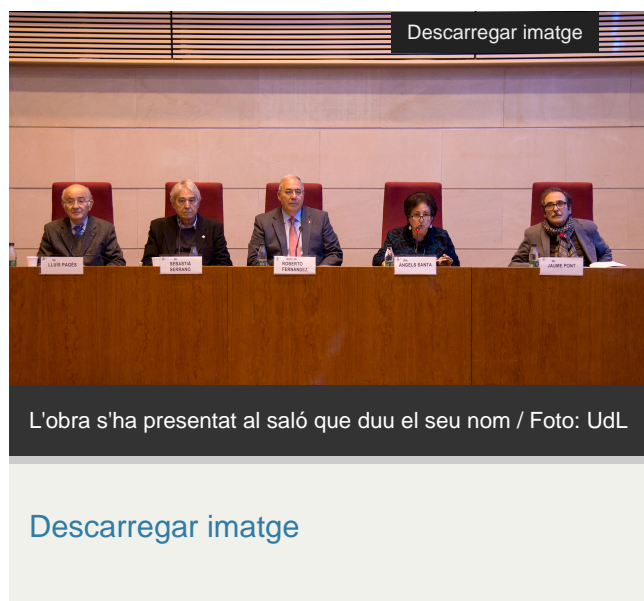 Descarregar imatge
LLUÍS PAGÈS
SEBASTIÀ
SERRANO
ROBERTO
FERNÁNDEZ
ÀNGELS SANTA
JAUME PONT
L'obra s'ha presentat al saló que duu el seu nom / Foto: UdL
Descarregar imatge